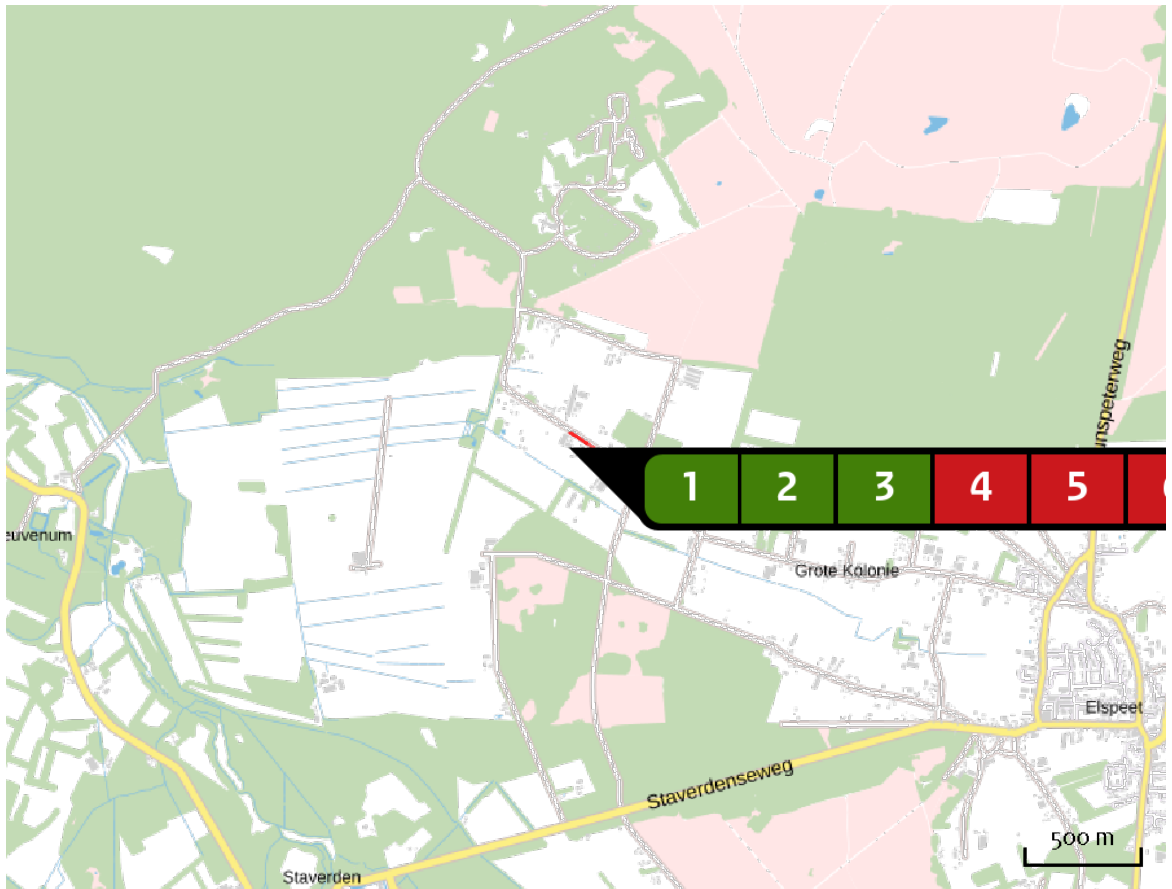 unspeterweg
1 2 3 4 5
euvenum
Grote Kolonie
Elspeet
Staverdenseweg
500 m
Staverden